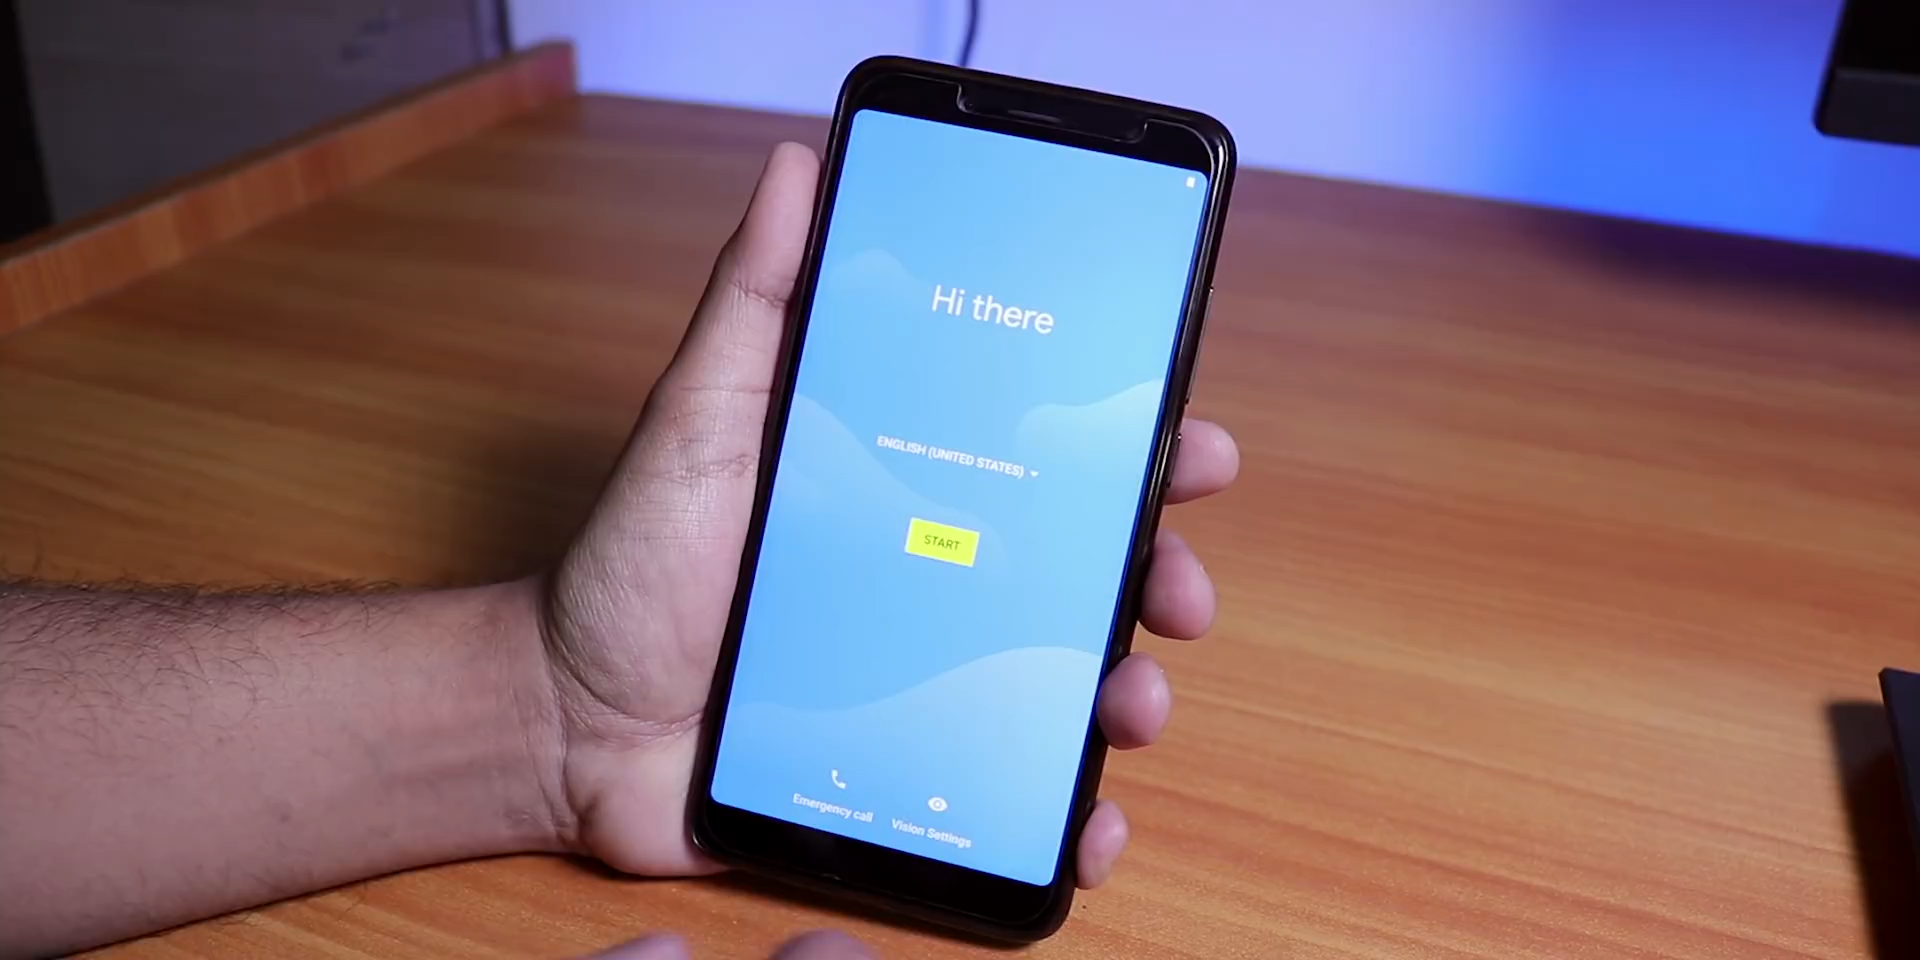 Hi there
ENGLISH (UNITED STATES)
START
Emergency call
Vision Settings